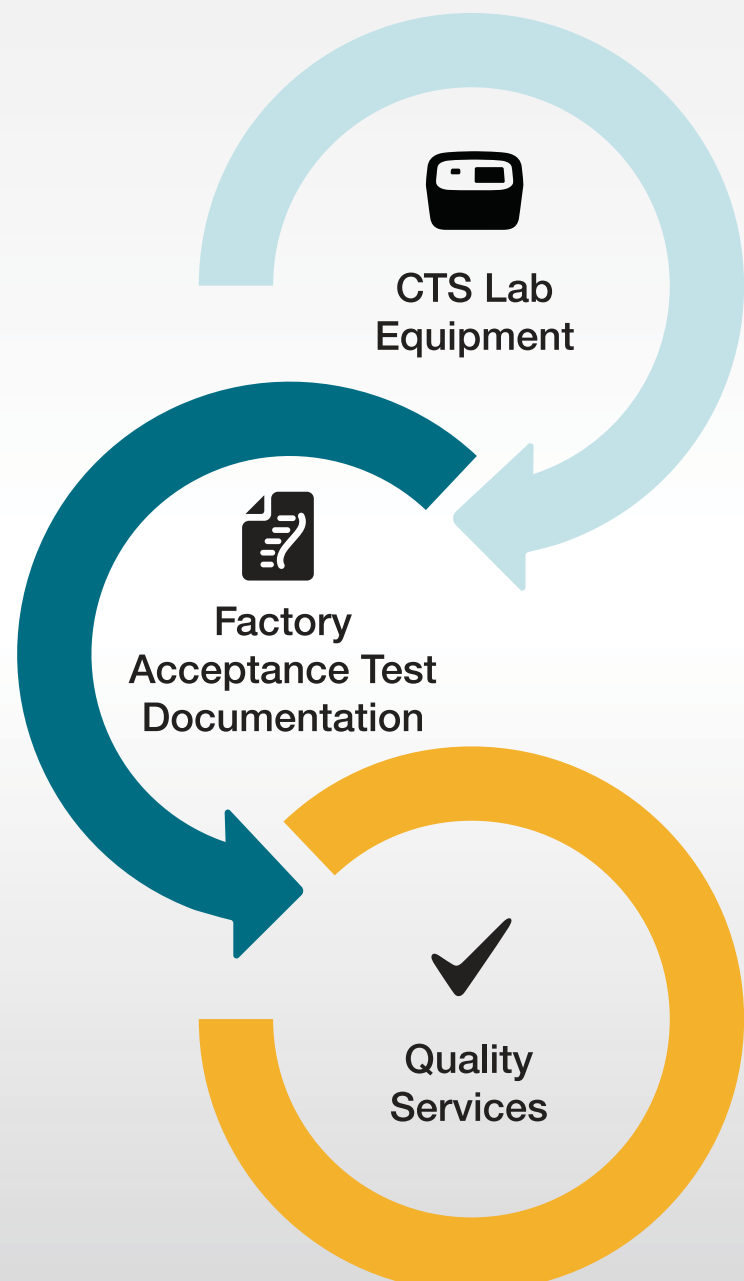 CTS Lab
Equipment
Factory
Acceptance Test
Documentation
Quality
Services